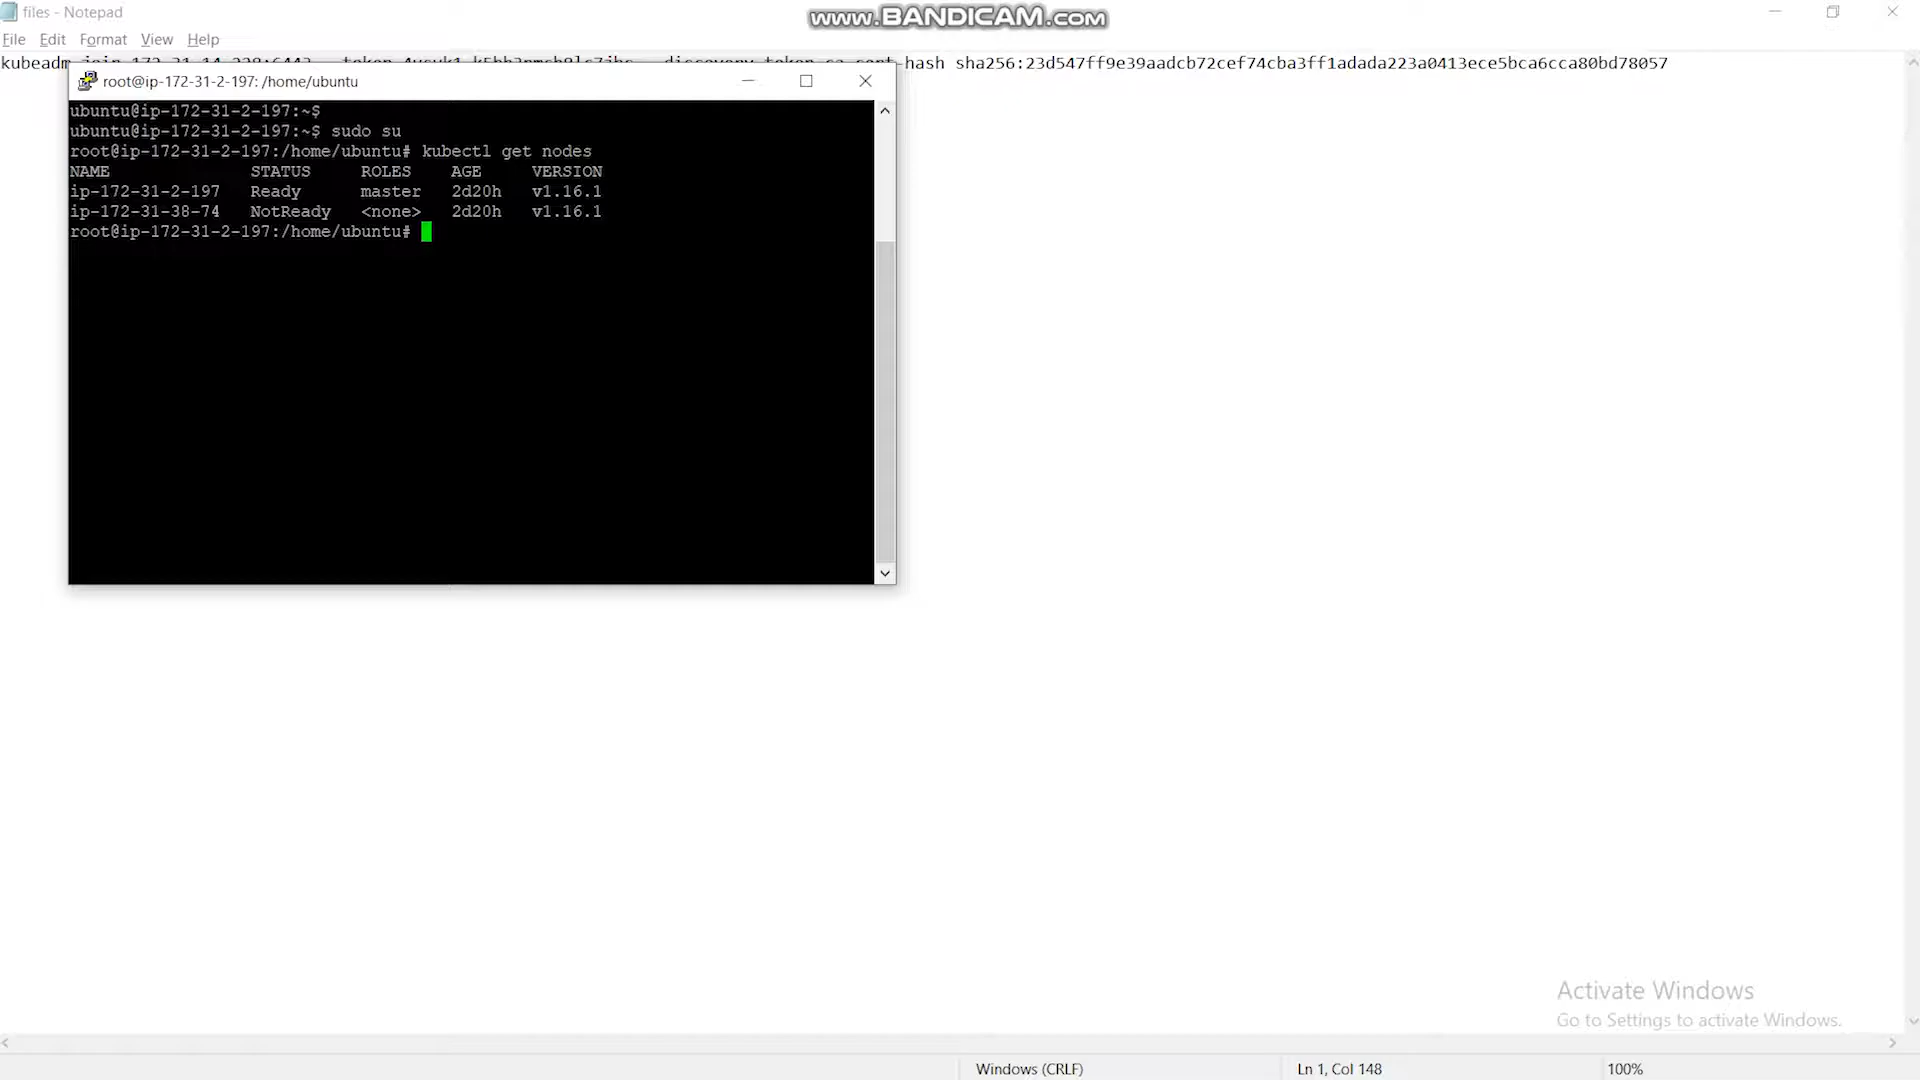 files - Notepad
www.BANDICAM.com
File Edit Format View Help
hash sha256:23d547ff9e39aadcb72cef74cba3ff1adada223a0413ece5bca6cca80bd78057
root@ip-172-31-2-197: /home/ubuntu
ubuntu@ip-172-31-2-197:~$
ubuntu@ip-172-31-2-197:~$ sudo su
root@ip-172-31-2-197:/home/ubuntu# kubectl get nodes
NAME STATUS ROLES AGE VERSION
ip-172-31-2-197 Ready master 2d20h v1.16.1
ip-172-31-38-74 NotReady <none> 2d20h v1.16.1
root@ip-172-31-2-197:/home/ubuntu#
Activate Windows
Go to Settings to activate Windows.
Windows (CRLF) Ln 1, Col 148 100%